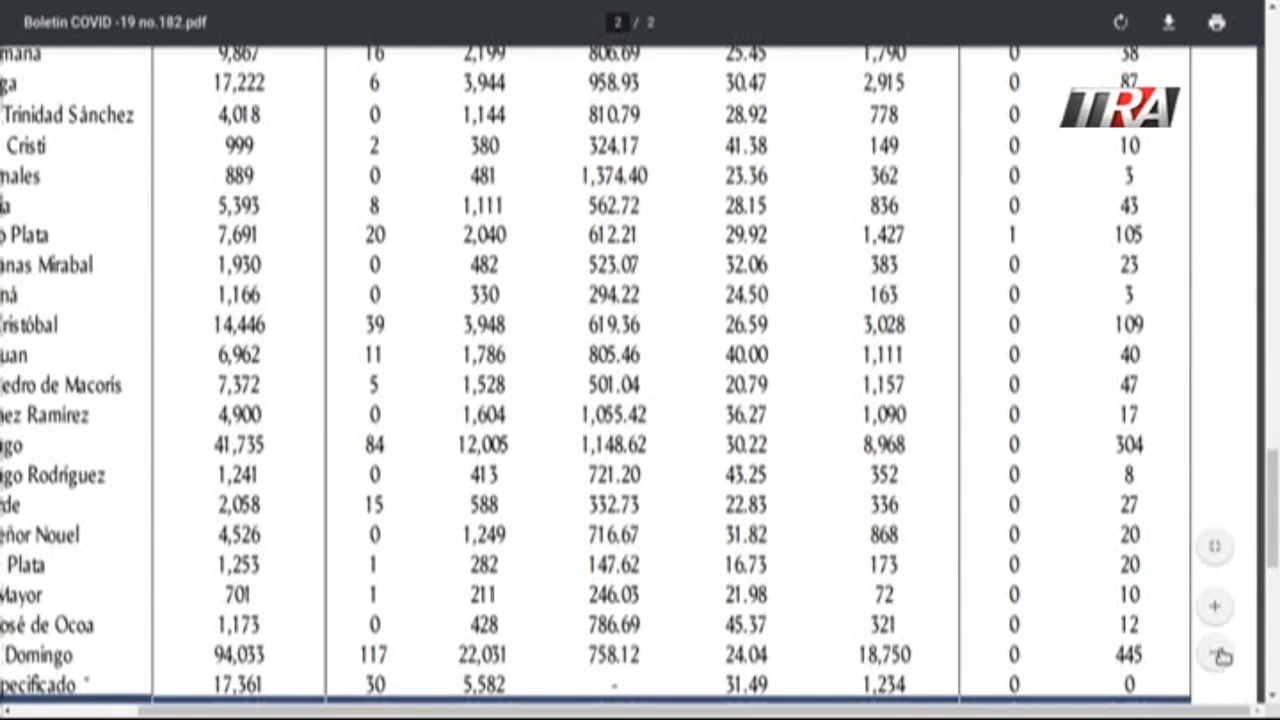 Boletin COVID -19 no.182.pdf 2 / 2
mana 9,867 16 2,199 806.69 25.45 1,790 0 58
ga 17,222 6 3,944 958.93 30.47 2,915 0 87
TRA
Trinidad Sánchez 4,018 0 1,144 810.79 28.92 778 0
Cristi 999 2 380 324.17 41.38 149 0 10
nales 889 0 481 1,374.40 23.36 362 0 3
ia 5,393 8 1,111 562.72 28.15 836 0 43
o Plata 7,691 20 2,040 612.21 29.92 1,427 1 105
anas Mirabal 1,930 0 482 523.07 32.06 383 0 23
ná 1,166 0 330 294.22 24.50 163 0 3
ristóbal 14,446 39 3,948 619.36 26.59 3,028 0 109
uan 6,962 11 1,786 805.46 40.00 1,111 0 40
edro de Macorís 7,372 5 1,528 501.04 20.79 1,157 0 47
nez Ramírez 4,900 0 1,604 1,055.42 36.27 1,090 0 17
go 41,735 84 12,005 1,148.62 30.22 8,968 0 304
go Rodríguez 1,241 0 413 721.20 43.25 352 0 8
de 2,058 15 588 332.73 22.83 336 0 27
eñor Nouel 4,526 0 1,249 716.67 31.82 868 0 20
Plata 1,253 1 282 147.62 16.73 173 0 20
Mayor 701 1 211 246.03 21.98 72 0 10
osé de Ocoa 1,173 0 428 786.69 45.37 321 0 12
Domingo 94,033 117 22,031 758.12 24.04 18,750 0 445
pecificado * 17,361 30 5,582 - 31.49 1,234 0 0